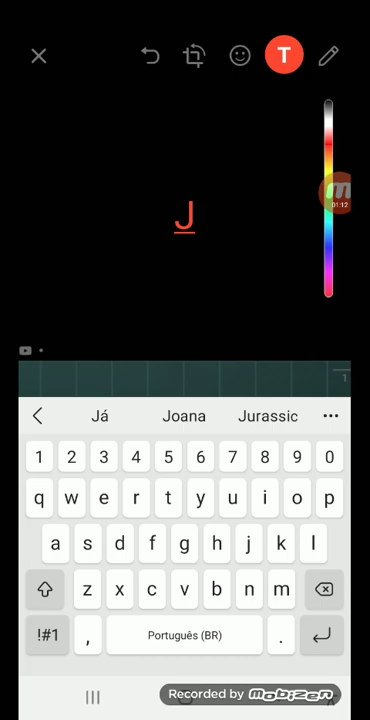 T
01:12
J
1
Já Joana Jurassic
1 2 3 4 5 6 7 8 9 0
q w e r t y u i o p
a s d f g h j k l
z x c v b n m
!#1 , Português (BR) .
Recorded by mobizen